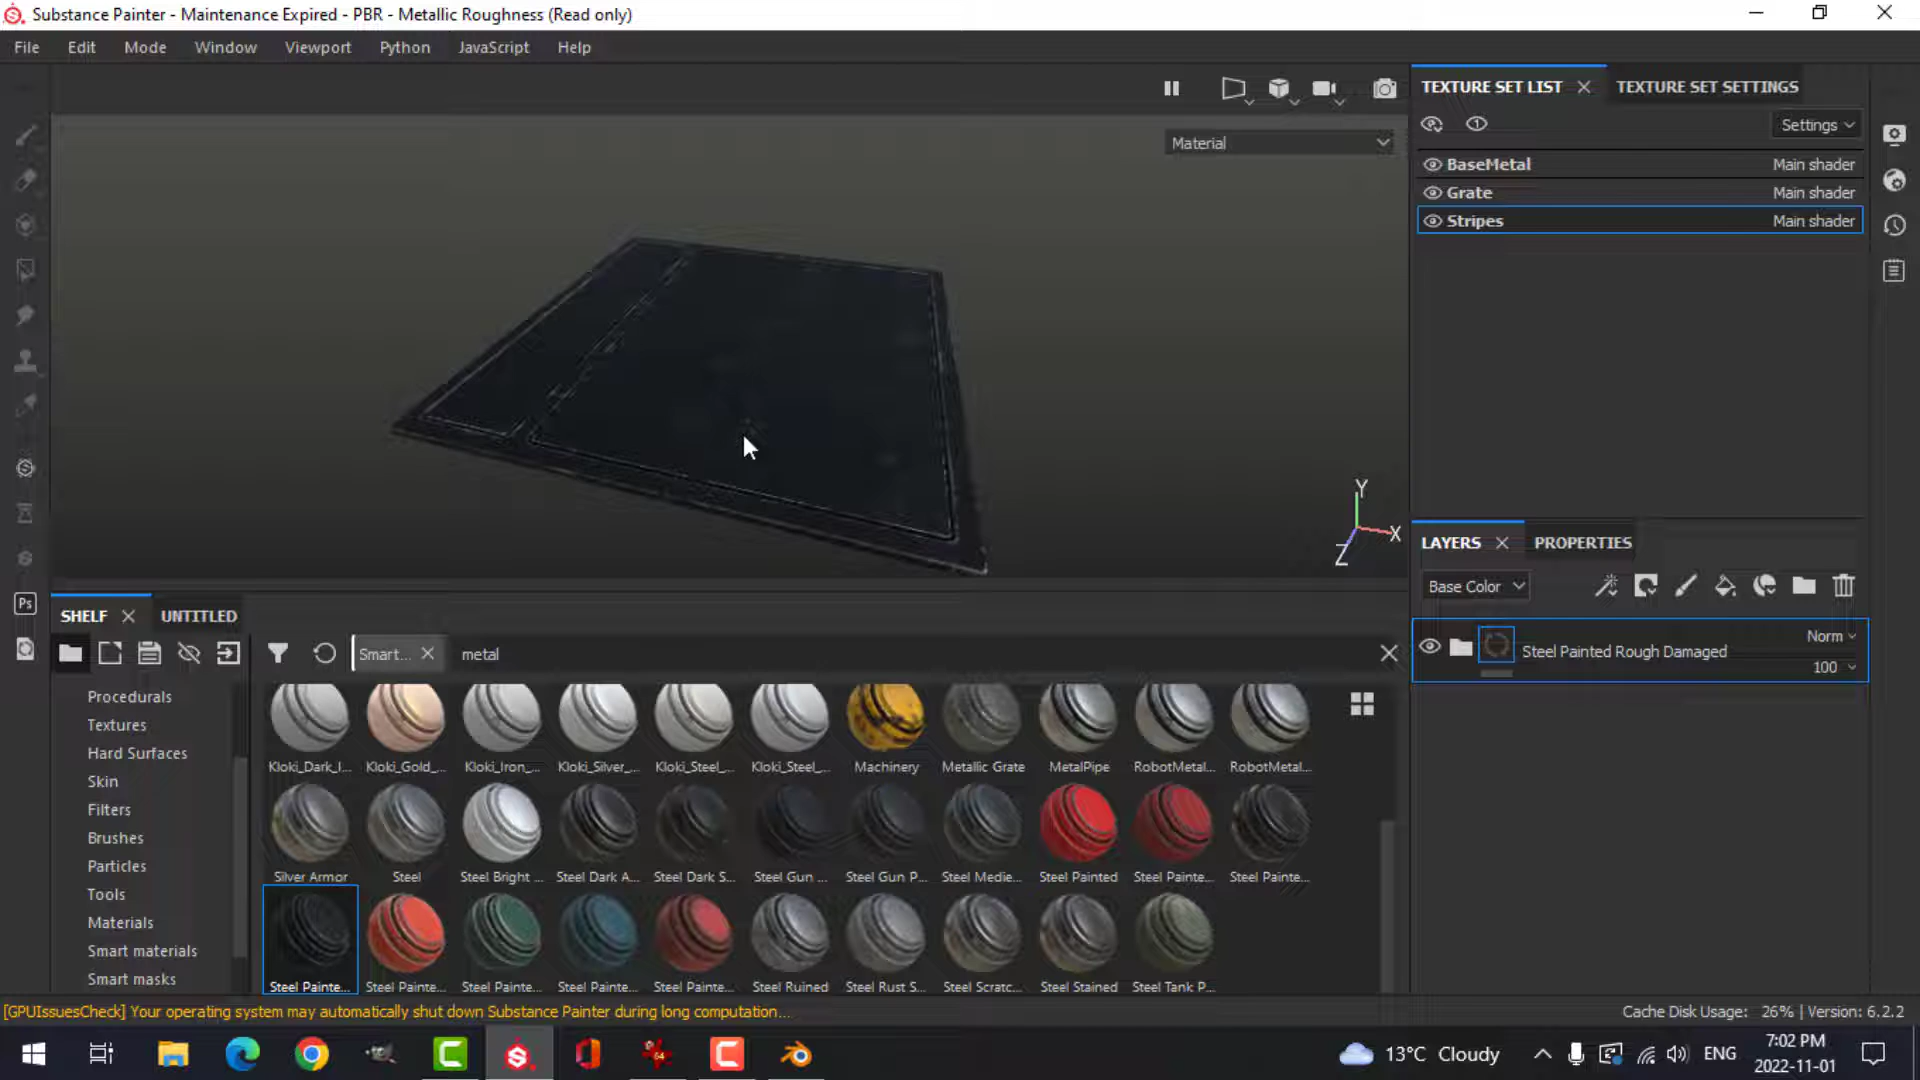 Substance Painter - Maintenance Expired - PBR - Metallic Roughness (Read only)
File Edit Mode Window Viewport Python JavaScript Help
TEXTURE SET LIST TEXTURE SET SETTINGS
Settings
Material
BaseMetal Main shader
Grate Main shader
Stripes Main shader
Y
X
Z
LAYERS PROPERTIES
Base Color
Steel Painted Rough Damaged
Norm
100
SHELF UNTITLED
Smart... metal
Procedurals
Textures
Hard Surfaces
Skin
Filters
Brushes
Particles
Tools
Materials
Smart materials
Smart masks
Kloki_Dark_I... Kloki_Gold_... Kloki_Iron_... Kloki_Silver_... Kloki_Steel_... Kloki_Steel_... Machinery Metallic Grate MetalPipe RobotMetal... RobotMetal...
Silver Armor Steel Steel Bright ... Steel Dark A... Steel Dark S... Steel Gun ... Steel Gun P... Steel Medie... Steel Painted Steel Painte... Steel Painte...
Steel Painte... Steel Painte... Steel Painte... Steel Painte... Steel Painte... Steel Ruined Steel Rust S... Steel Scratc... Steel Stained Steel Tank P...
[GPUIssuesCheck] Your operating system may automatically shut down Substance Painter during long computation...
Cache Disk Usage: 26% | Version: 6.2.2
Ps
64
13°C Cloudy
ENG
7:02 PM
2022-11-01